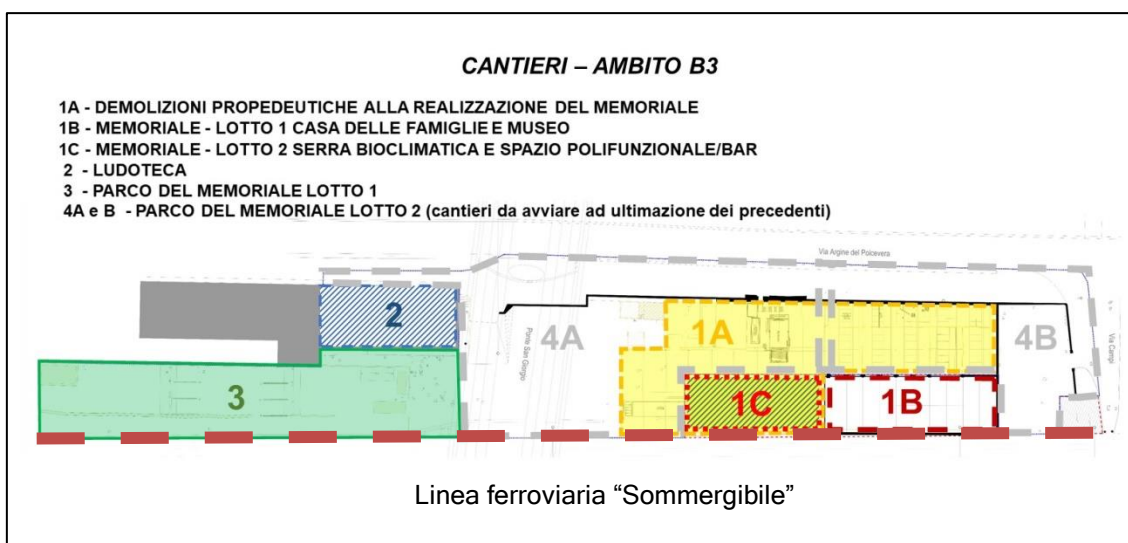 CANTIERI – AMBITO B3
1A - DEMOLIZIONI PROPEDEUTICHE ALLA REALIZZAZIONE DEL MEMORIALE
1B - MEMORIALE - LOTTO 1 CASA DELLE FAMIGLIE E MUSEO
1C - MEMORIALE - LOTTO 2 SERRA BIOCLIMATICA E SPAZIO POLIFUNZIONALE/BAR
2 - LUDOTECA
3 - PARCO DEL MEMORIALE LOTTO 1
4A e B - PARCO DEL MEMORIALE LOTTO 2 (cantieri da avviare ad ultimazione dei precedenti)
Via Argine del Polcevera
2
Ponte San Giorgio
4A
1A
4B
Via Campi
3
1C
1B
Linea ferroviaria “Sommergibile”